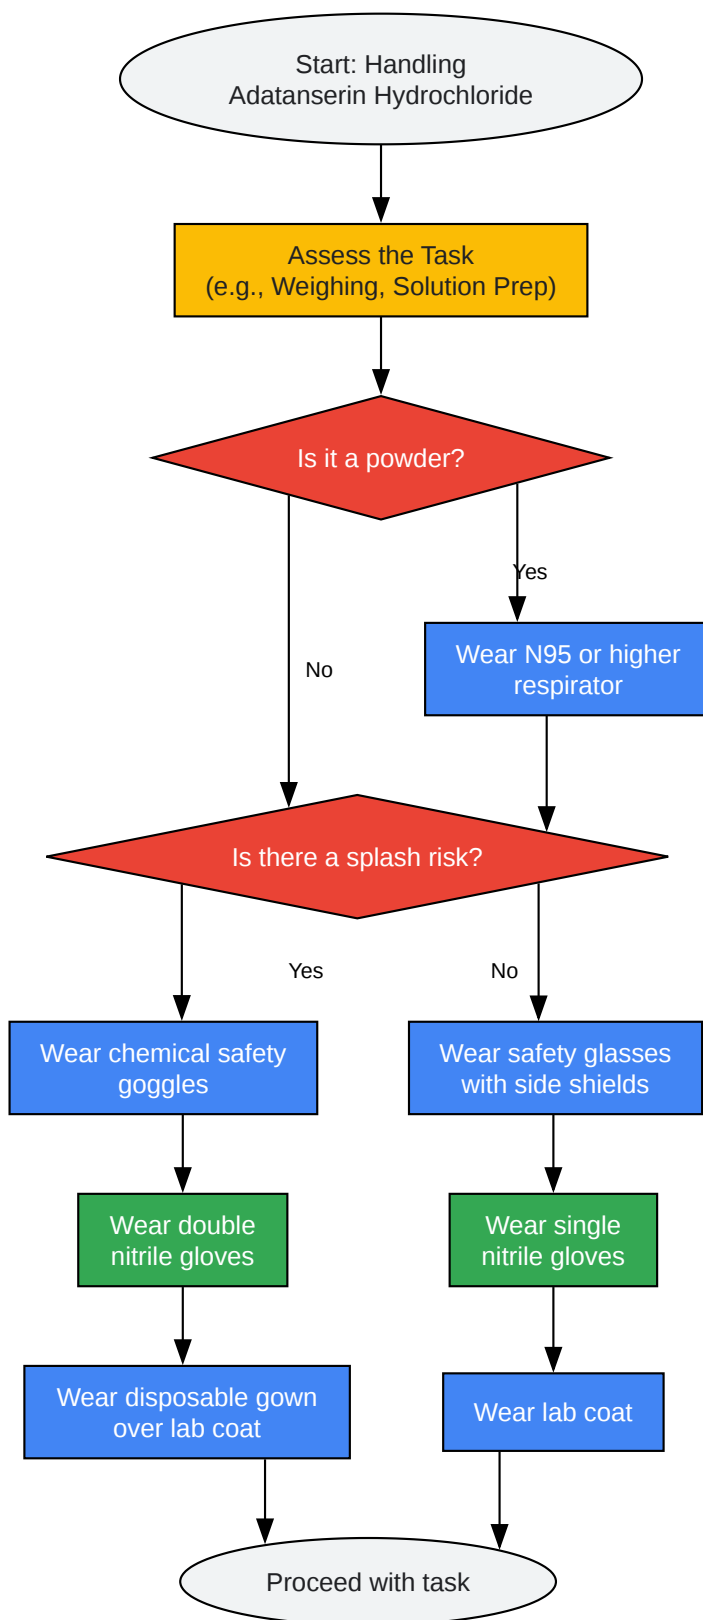 Start: Handling
Adatanserin Hydrochloride
Assess the Task
(e.g., Weighing, Solution Prep)
Is it a powder?
Yes
Wear N95 or higher
respirator
No
Is there a splash risk?
Yes
No
Wear chemical safety
goggles
Wear safety glasses
with side shields
Wear double
nitrile gloves
Wear single
nitrile gloves
Wear disposable gown
over lab coat
Wear lab coat
Proceed with task